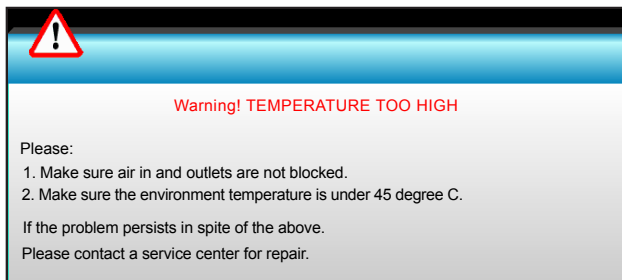 Warning! TEMPERATURE TOO HIGH
Please:
1. Make sure air in and outlets are not blocked.
2. Make sure the environment temperature is under 45 degree C.
If the problem persists in spite of the above.
Please contact a service center for repair.